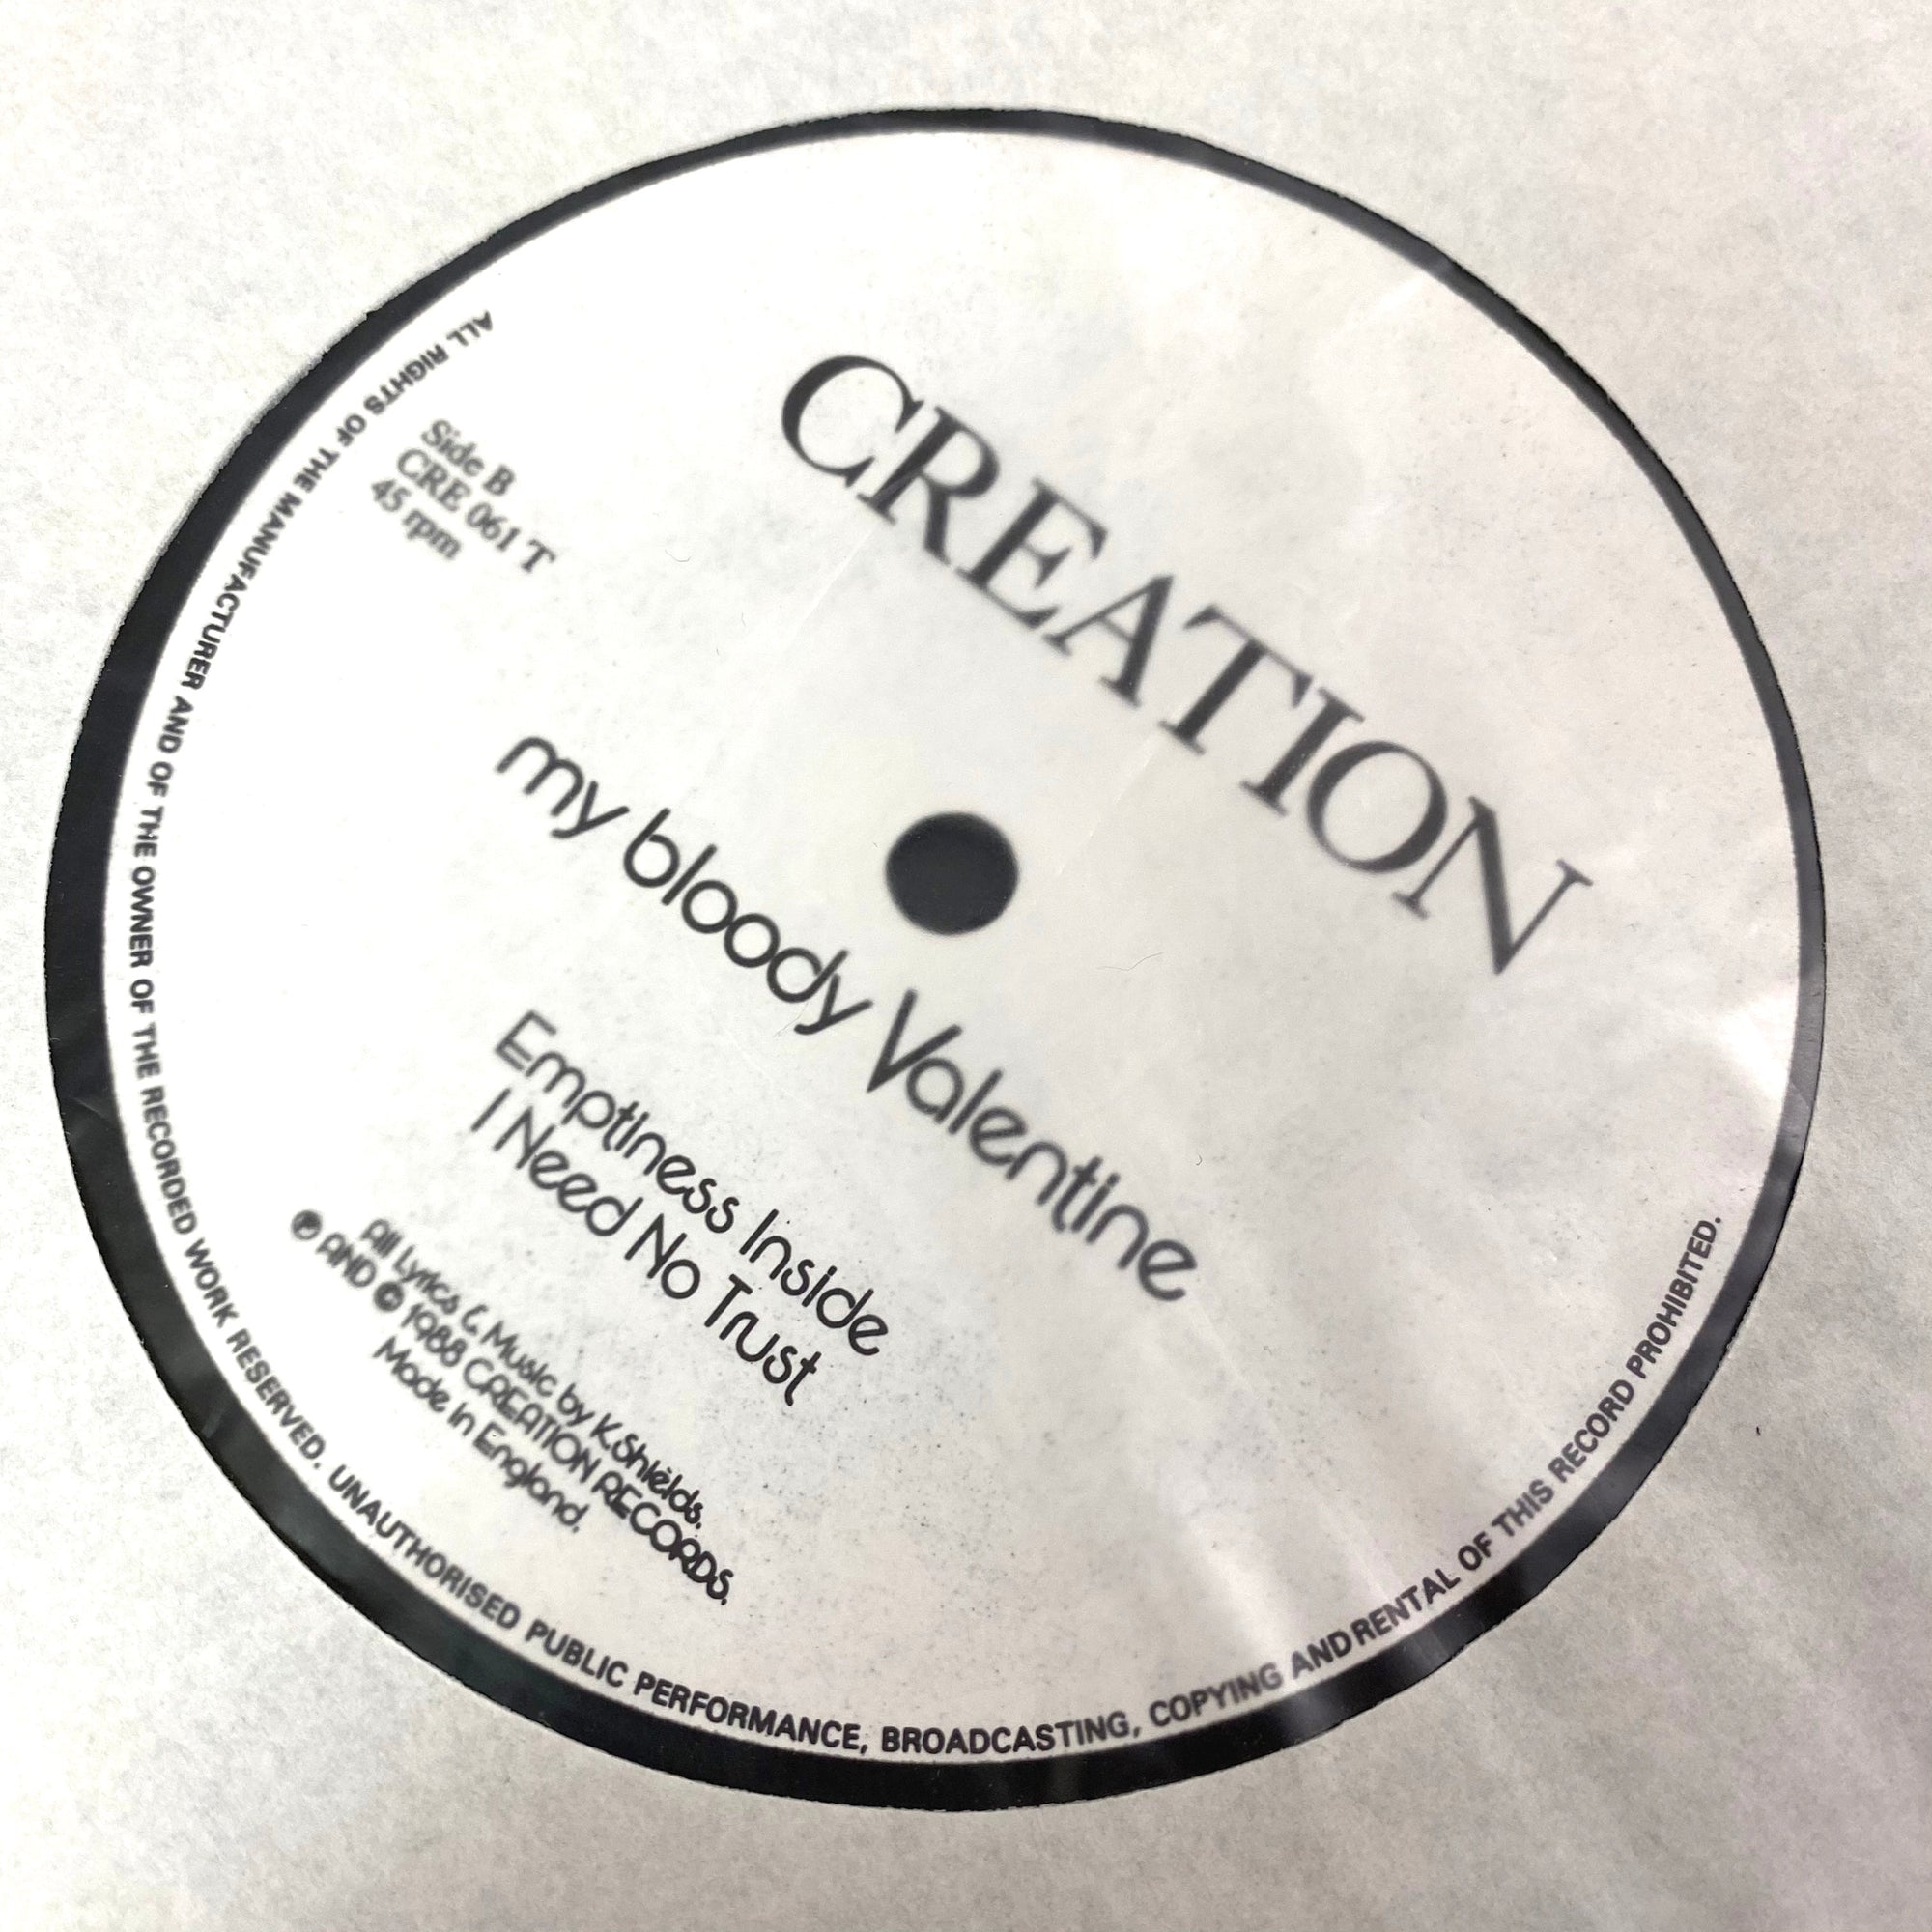 CREATION
Side B
CRE 061 T
45 rpm
my bloody Valentine
Emptiness Inside
I Need No Trust
All Lyrics & Music by K.Shields.
℗ AND © 1988 CREATION RECORDS.
Made in England.
ALL RIGHTS OF THE MANUFACTURER AND OF THE OWNER OF THE RECORDED WORK RESERVED. UNAUTHORISED PUBLIC PERFORMANCE, BROADCASTING, COPYING AND RENTAL OF THIS RECORD PROHIBITED.